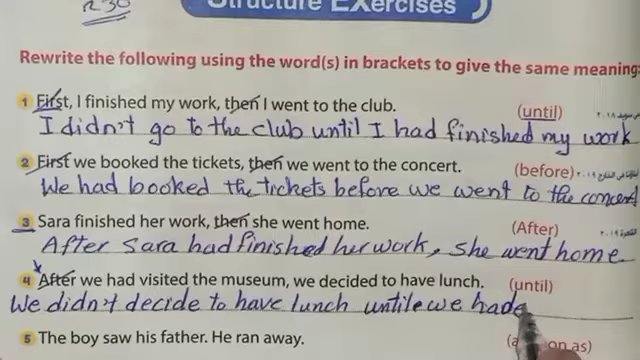 Structure Exercises
Rewrite the following using the word(s) in brackets to give the same meaning:
1 First, I finished my work, then I went to the club. (until)
I didn't go to the club until I had finished my work
2 First we booked the tickets, then we went to the concert. (before)
We had booked the tickets before we went to the concert
3 Sara finished her work, then she went home. (After)
After Sara had finished her work, she went home.
4 After we had visited the museum, we decided to have lunch. (until)
We didn't decide to have lunch untile we had
5 The boy saw his father. He ran away. on as)